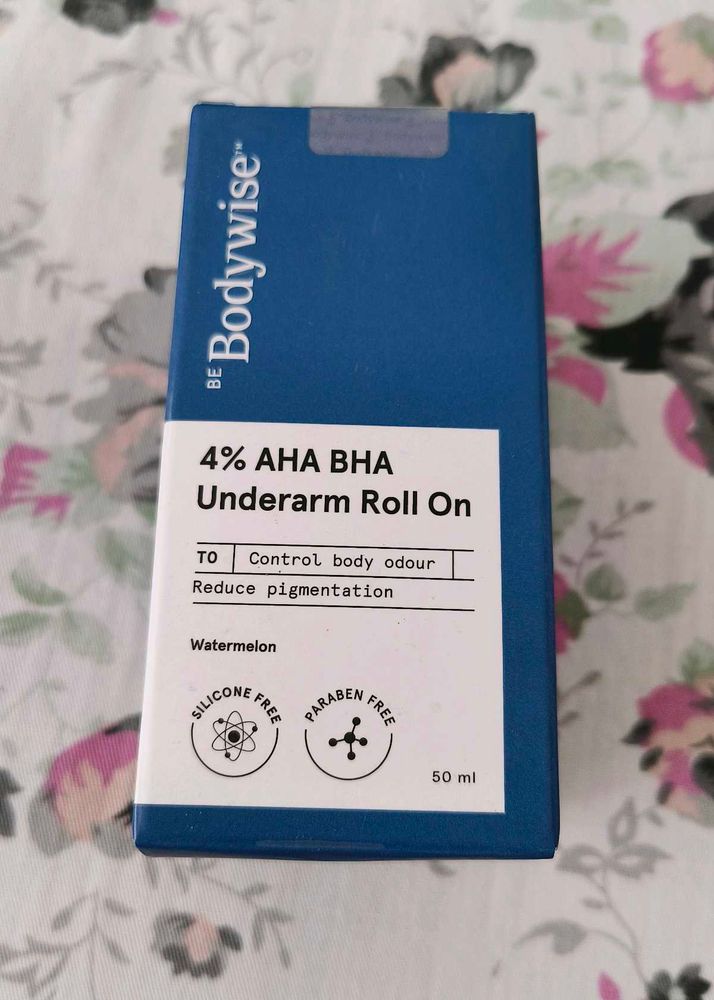 BE Bodywise™
4% AHA BHA
Underarm Roll On
TO Control body odour
Reduce pigmentation
Watermelon
SILICONE FREE
PARABEN FREE
50 ml